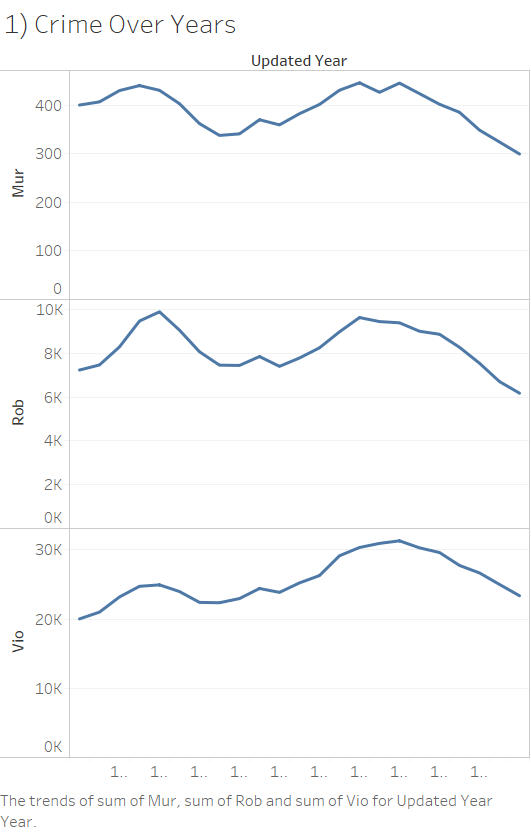 1) Crime Over Years
Updated Year
400
300
200
100
0
Mur
10K
8K
6K
4K
2K
0K
Rob
30K
20K
10K
0K
Vio
1.. 1.. 1.. 1.. 1.. 1.. 1.. 1.. 1.. 1..
The trends of sum of Mur, sum of Rob and sum of Vio for Updated Year
Year.